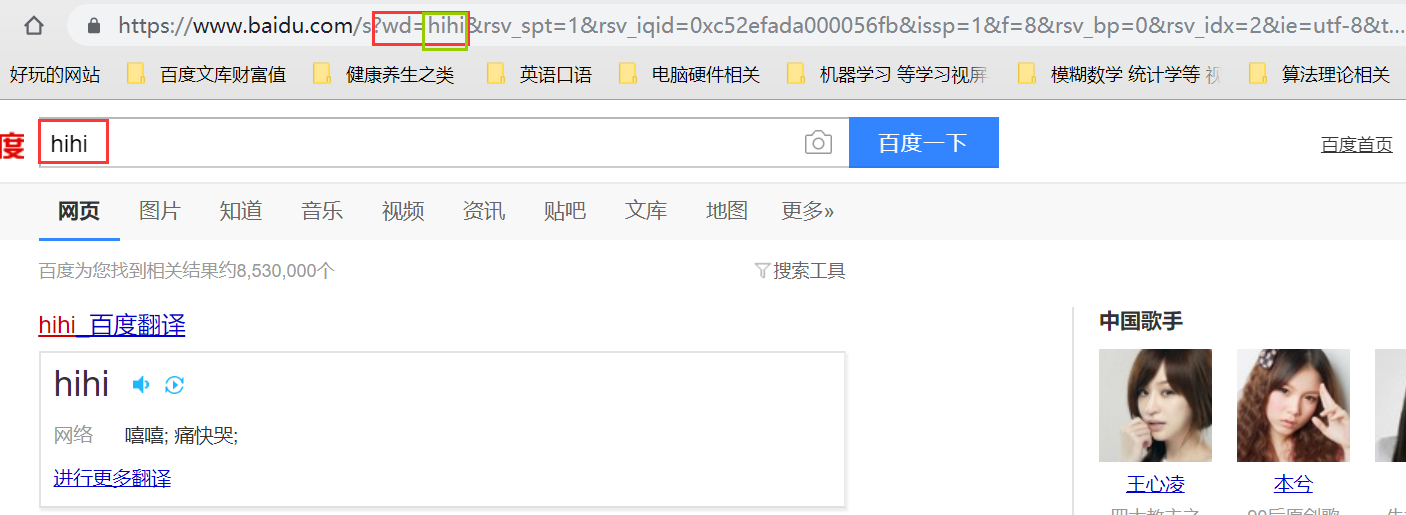 https://www.baidu.com/s?wd=hihi&rsv_spt=1&rsv_iqid=0xc52efada000056fb&issp=1&f=8&rsv_bp=0&rsv_idx=2&ie=utf-8&t...
好玩的网站 百度文库财富值 健康养生之类 英语口语 电脑硬件相关 机器学习 等学习视屏 模糊数学 统计学等 视 算法理论相关
度 hihi 百度一下 百度首页
网页 图片 知道 音乐 视频 资讯 贴吧 文库 地图 更多»
百度为您找到相关结果约8,530,000个 搜索工具
hihi_百度翻译
中国歌手
hihi
网络 嘻嘻; 痛快哭;
进行更多翻译
王心凌 本兮